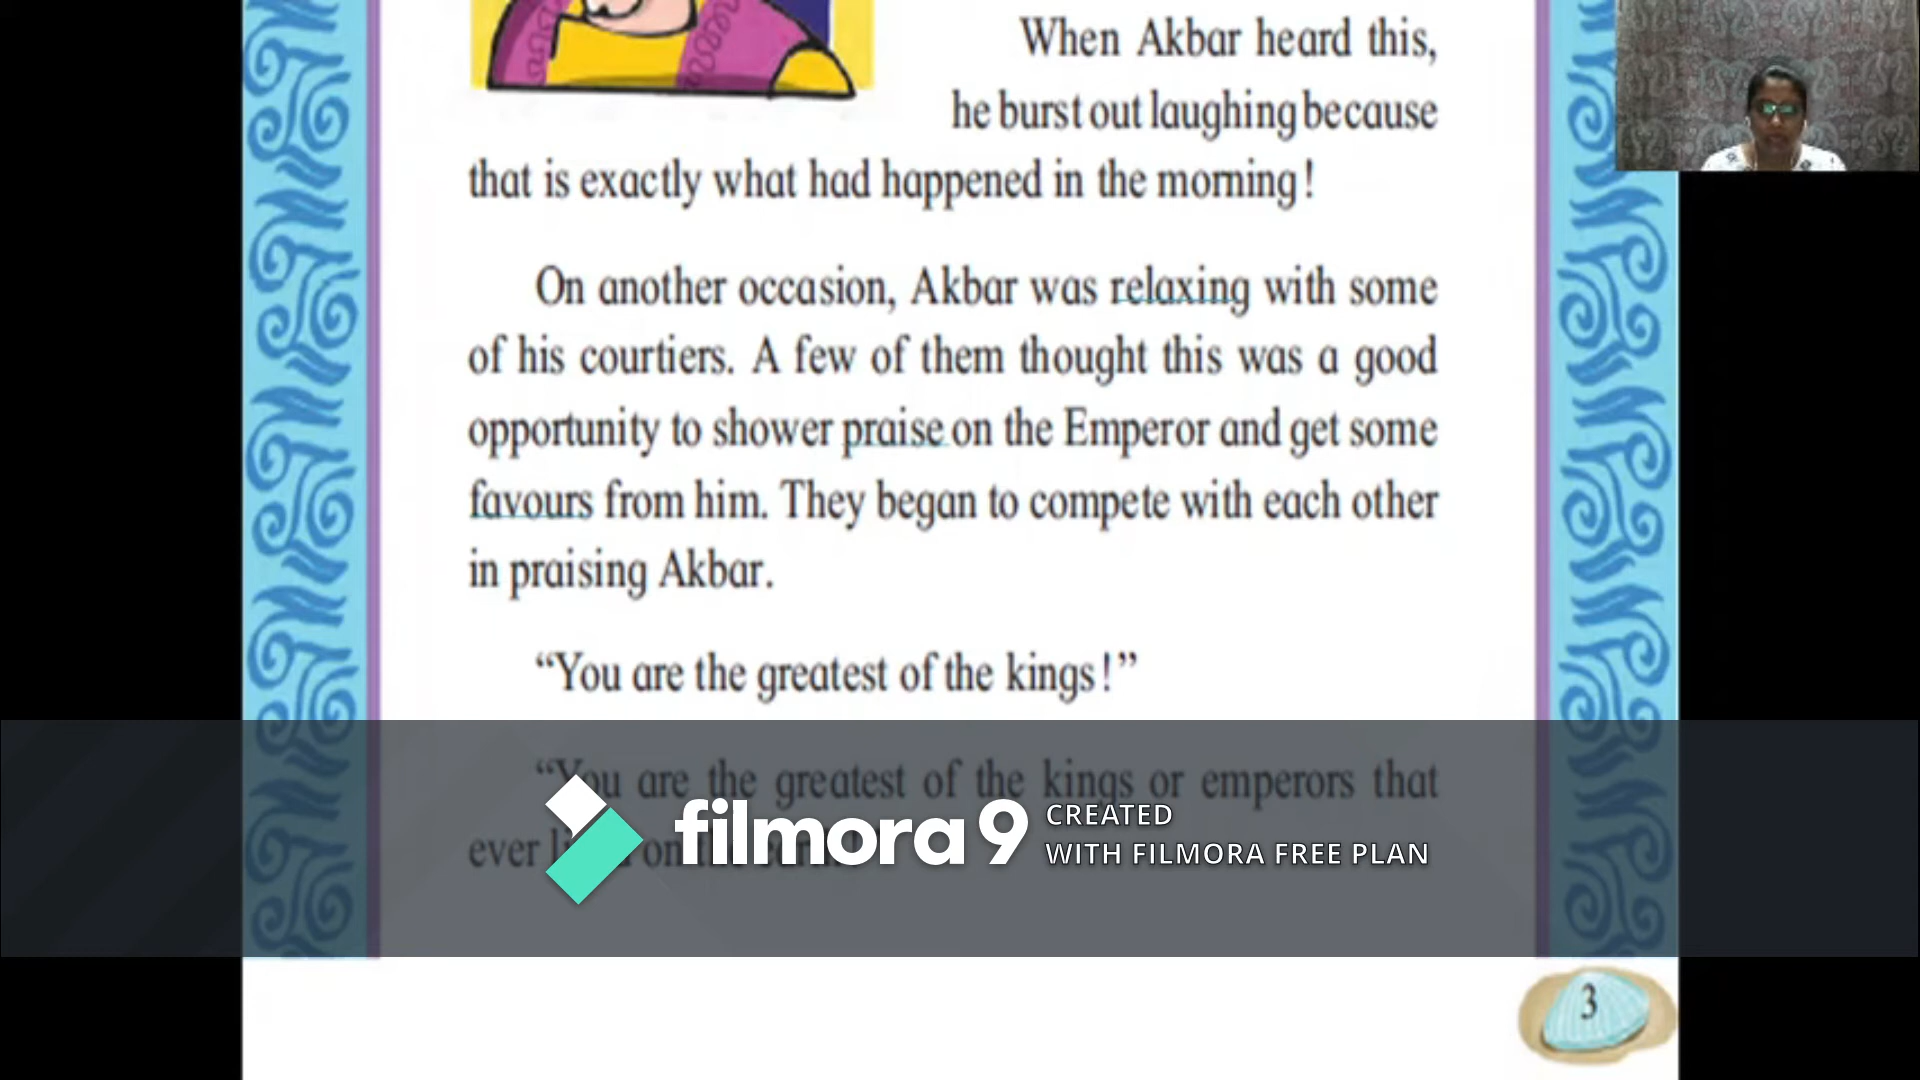 When Akbar heard this,
he burst out laughing because
that is exactly what had happened in the morning!
On another occasion, Akbar was relaxing with some
of his courtiers. A few of them thought this was a good
opportunity to shower praise on the Emperor and get some
favours from him. They began to compete with each other
in praising Akbar.
“You are the greatest of the kings!”
“You are the greatest of the kings or emperors that
ever on
filmora 9 CREATED
WITH FILMORA FREE PLAN
3